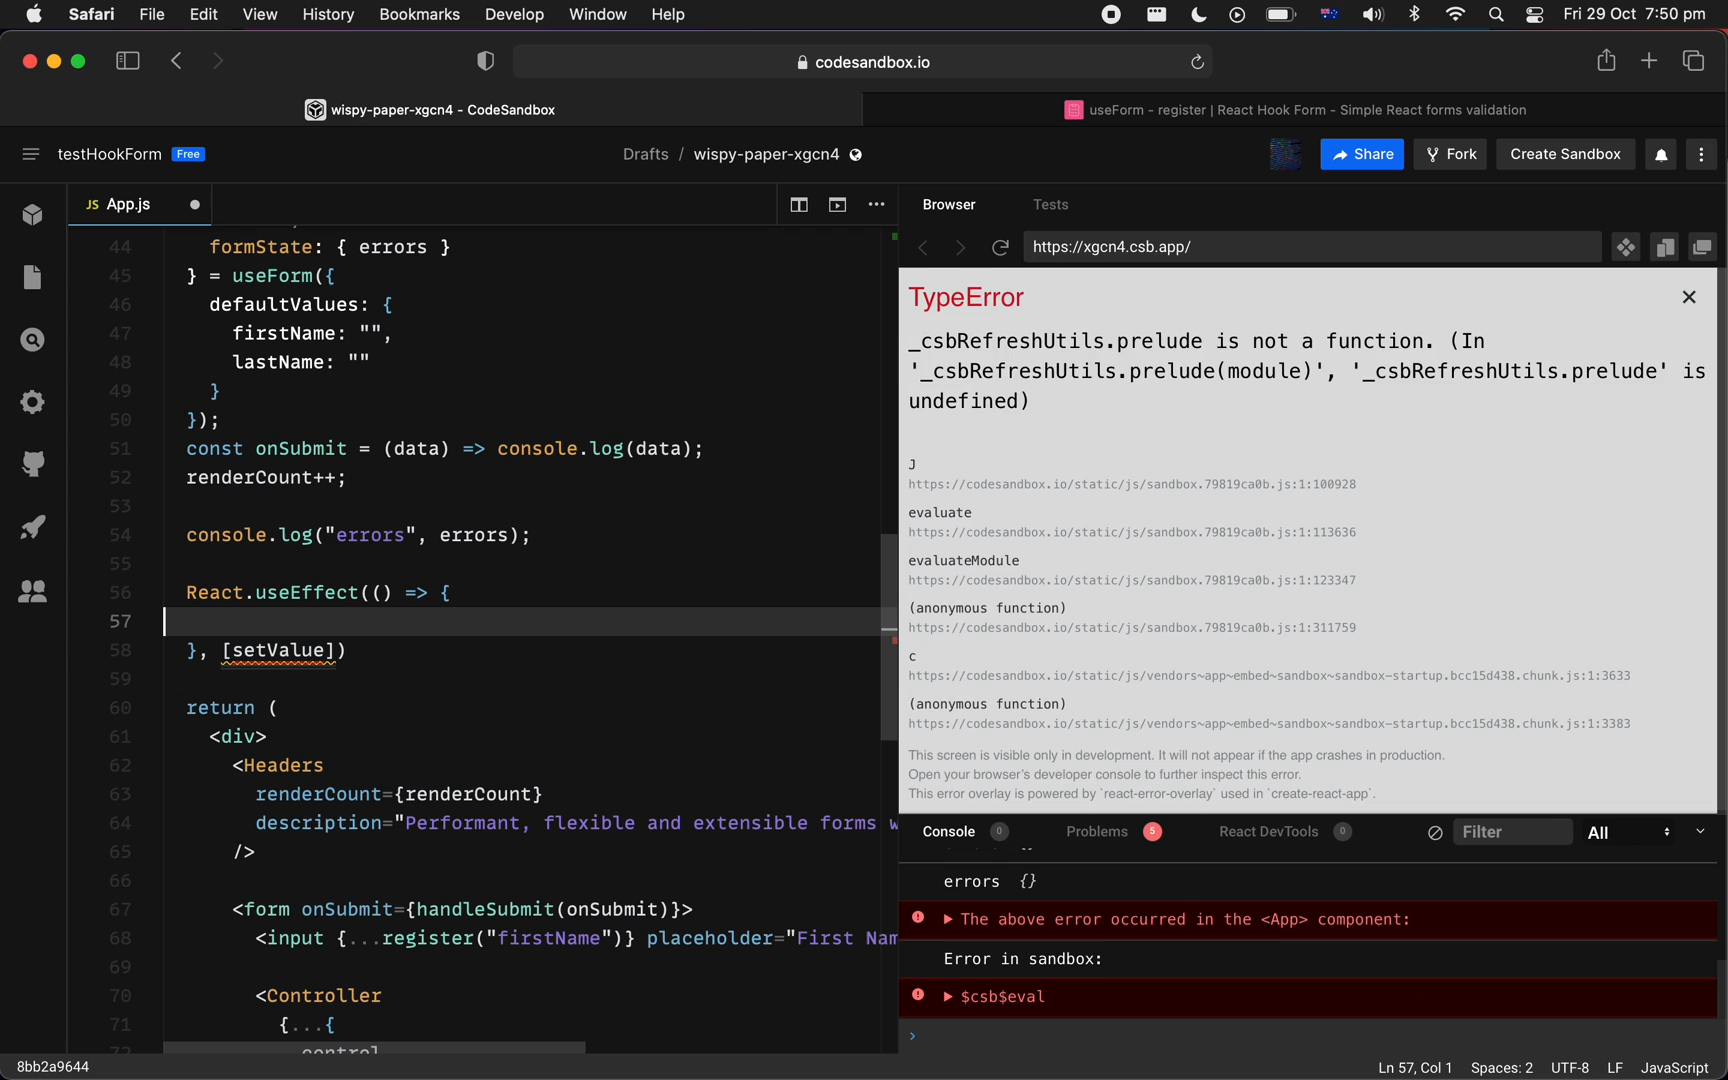 Safari File Edit View History Bookmarks Develop Window Help Fri 29 Oct 7:50 pm
codesandbox.io
wispy-paper-xgcn4 - CodeSandbox
useForm - register | React Hook Form - Simple React forms validation
testHookForm Free Drafts / wispy-paper-xgcn4 Share Fork Create Sandbox
JS App.js
44 formState: { errors }
45 } = useForm({
46 defaultValues: {
47 firstName: "",
48 lastName: ""
49 }
50 });
51 const onSubmit = (data) => console.log(data);
52 renderCount++;
53
54 console.log("errors", errors);
55
56 React.useEffect(() => {
57
58 }, [setValue])
59
60 return (
61 <div>
62 <Headers
63 renderCount={renderCount}
64 description="Performant, flexible and extensible forms w
65 />
66
67 <form onSubmit={handleSubmit(onSubmit)}>
68 <input {...register("firstName")} placeholder="First Nam
69
70 <Controller
71 {...{
72 control
Browser Tests
https://xgcn4.csb.app/
TypeError
_csbRefreshUtils.prelude is not a function. (In
'_csbRefreshUtils.prelude(module)', '_csbRefreshUtils.prelude' is
undefined)
J
https://codesandbox.io/static/js/sandbox.79819ca0b.js:1:100928
evaluate
https://codesandbox.io/static/js/sandbox.79819ca0b.js:1:113636
evaluateModule
https://codesandbox.io/static/js/sandbox.79819ca0b.js:1:123347
(anonymous function)
https://codesandbox.io/static/js/sandbox.79819ca0b.js:1:311759
c
https://codesandbox.io/static/js/vendors~app~embed~sandbox~sandbox-startup.bcc15d438.chunk.js:1:3633
(anonymous function)
https://codesandbox.io/static/js/vendors~app~embed~sandbox~sandbox-startup.bcc15d438.chunk.js:1:3383
This screen is visible only in development. It will not appear if the app crashes in production.
Open your browser's developer console to further inspect this error.
This error overlay is powered by `react-error-overlay` used in `create-react-app`.
Console 0 Problems 5 React DevTools 0 Filter All
errors {}
The above error occurred in the <App> component:
Error in sandbox:
$csb$eval
8bb2a9644 Ln 57, Col 1 Spaces: 2 UTF-8 LF JavaScript